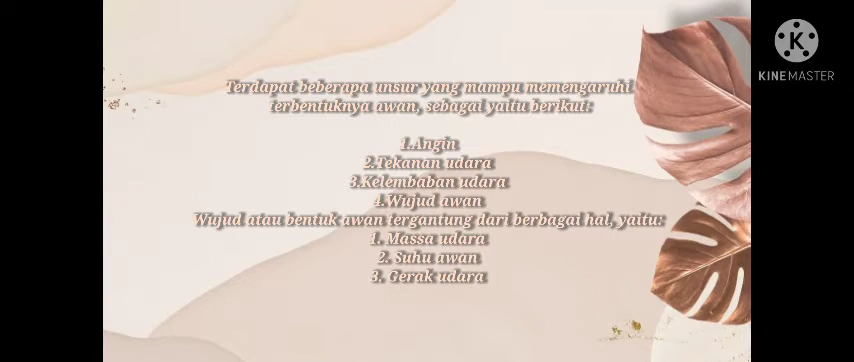 Terdapat beberapa unsur yang mampu memengaruhi
terbentuknya awan, sebagai yaitu berikut:
1.Angin
2.Tekanan udara
3.Kelembaban udara
4.Wujud awan
Wujud atau bentuk awan tergantung dari berbagai hal, yaitu:
1. Massa udara
2. Suhu awan
3. Gerak udara
K
KINEMASTER